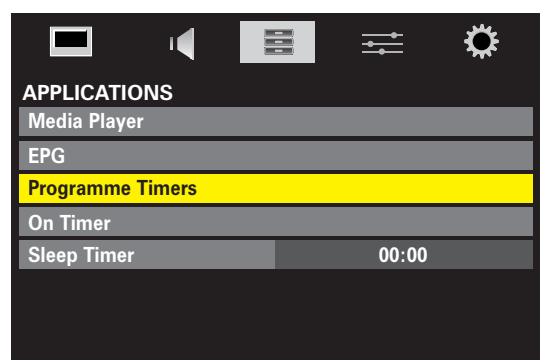 APPLICATIONS
Media Player
EPG
Programme Timers
On Timer
Sleep Timer 00:00